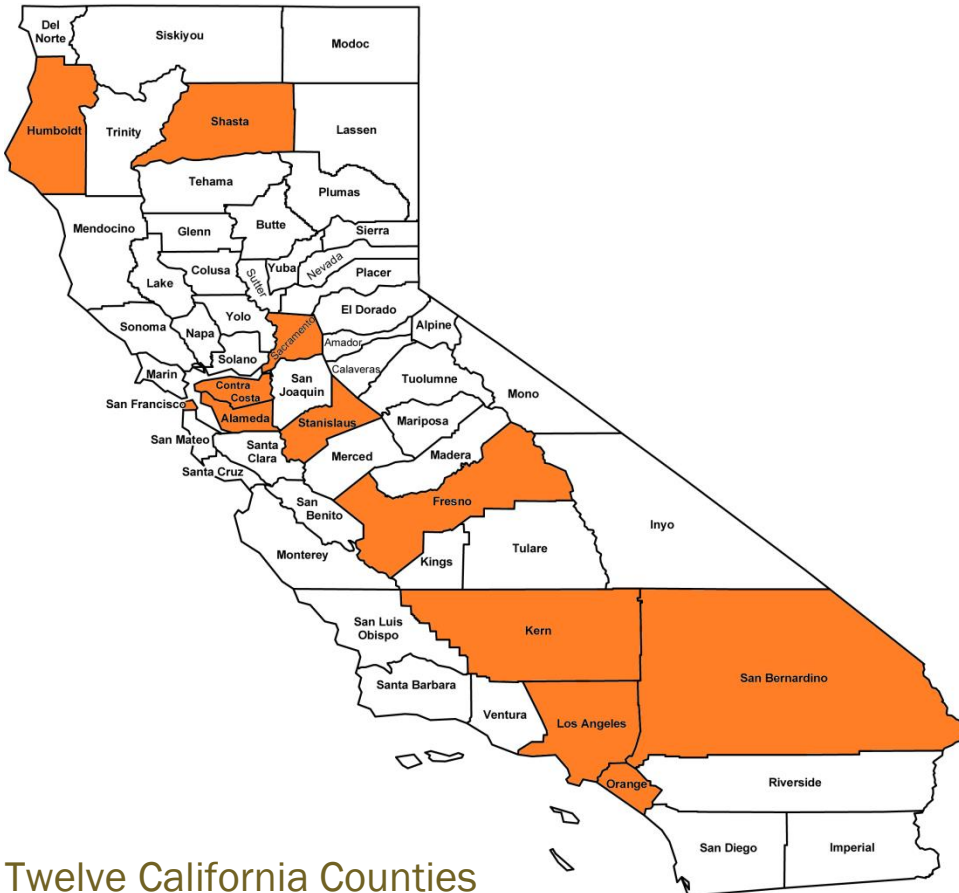 Del
Norte
Siskiyou
Modoc
Humboldt
Trinity
Shasta
Lassen
Tehama
Plumas
Mendocino
Glenn
Butte
Sierra
Lake
Colusa
Sutter
Yuba
Nevada
Placer
Sonoma
Napa
Yolo
Sacramento
El Dorado
Alpine
Solano
Amador
Marin
Contra
Costa
San
Joaquin
Calaveras
Tuolumne
Mono
San Francisco
Alameda
Stanislaus
Mariposa
San Mateo
Santa
Clara
Merced
Madera
Santa Cruz
San
Benito
Fresno
Inyo
Monterey
Kings
Tulare
San Luis
Obispo
Kern
San Bernardino
Santa Barbara
Ventura
Los Angeles
Orange
Riverside
San Diego
Imperial
Twelve California Counties